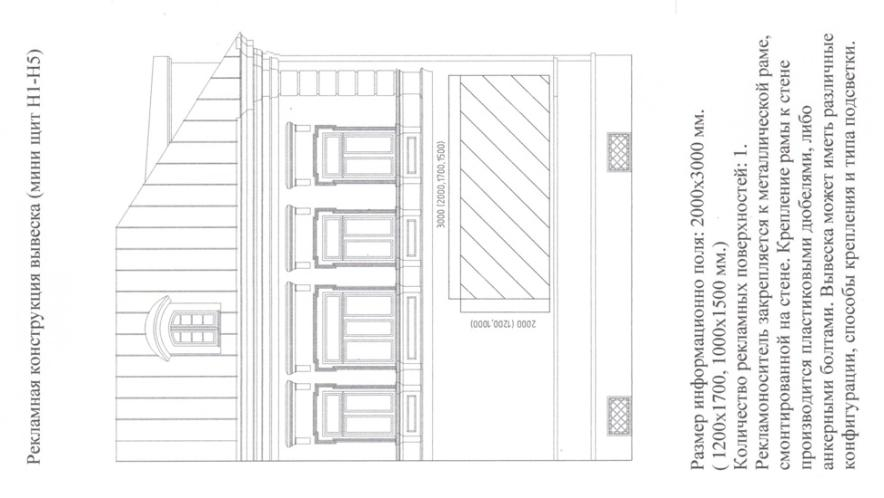 Рекламная конструкция вывеска (мини щит Н1-Н5)
3000 (2000,1700,1500)
2000 (1200,1000)
Размер информационно поля: 2000х3000 мм.
( 1200х1700, 1000х1500 мм.)
Количество рекламных поверхностей: 1.
Рекламоноситель закрепляется к металлической раме,
смонтированной на стене. Крепление рамы к стене
производится пластиковыми дюбелями, либо
анкерными болтами. Вывеска может иметь различные
конфигурации, способы крепления и типа подсветки.